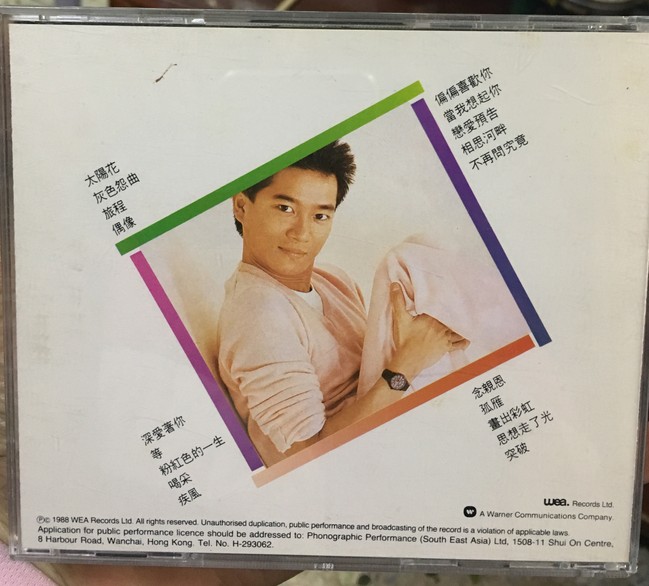 太陽花
灰色怨曲
旅程
偶像
偏偏喜歡你
當我想起你
戀愛預告
相思河畔
不再問究竟
深愛著你
等
粉紅色的一生
喝采
疾風
念親恩
孤雁
畫出彩虹
思想走了光
突破
wea. Records Ltd.
A Warner Communications Company.
Ⓟ© 1988 WEA Records Ltd. All rights reserved. Unauthorised duplication, public performance and broadcasting of the record is a violation of applicable laws.
Application for public performance licence should be addressed to: Phonographic Performance (South East Asia) Ltd, 1508-11 Shui On Centre,
8 Harbour Road, Wanchai, Hong Kong. Tel. No. H-293062.